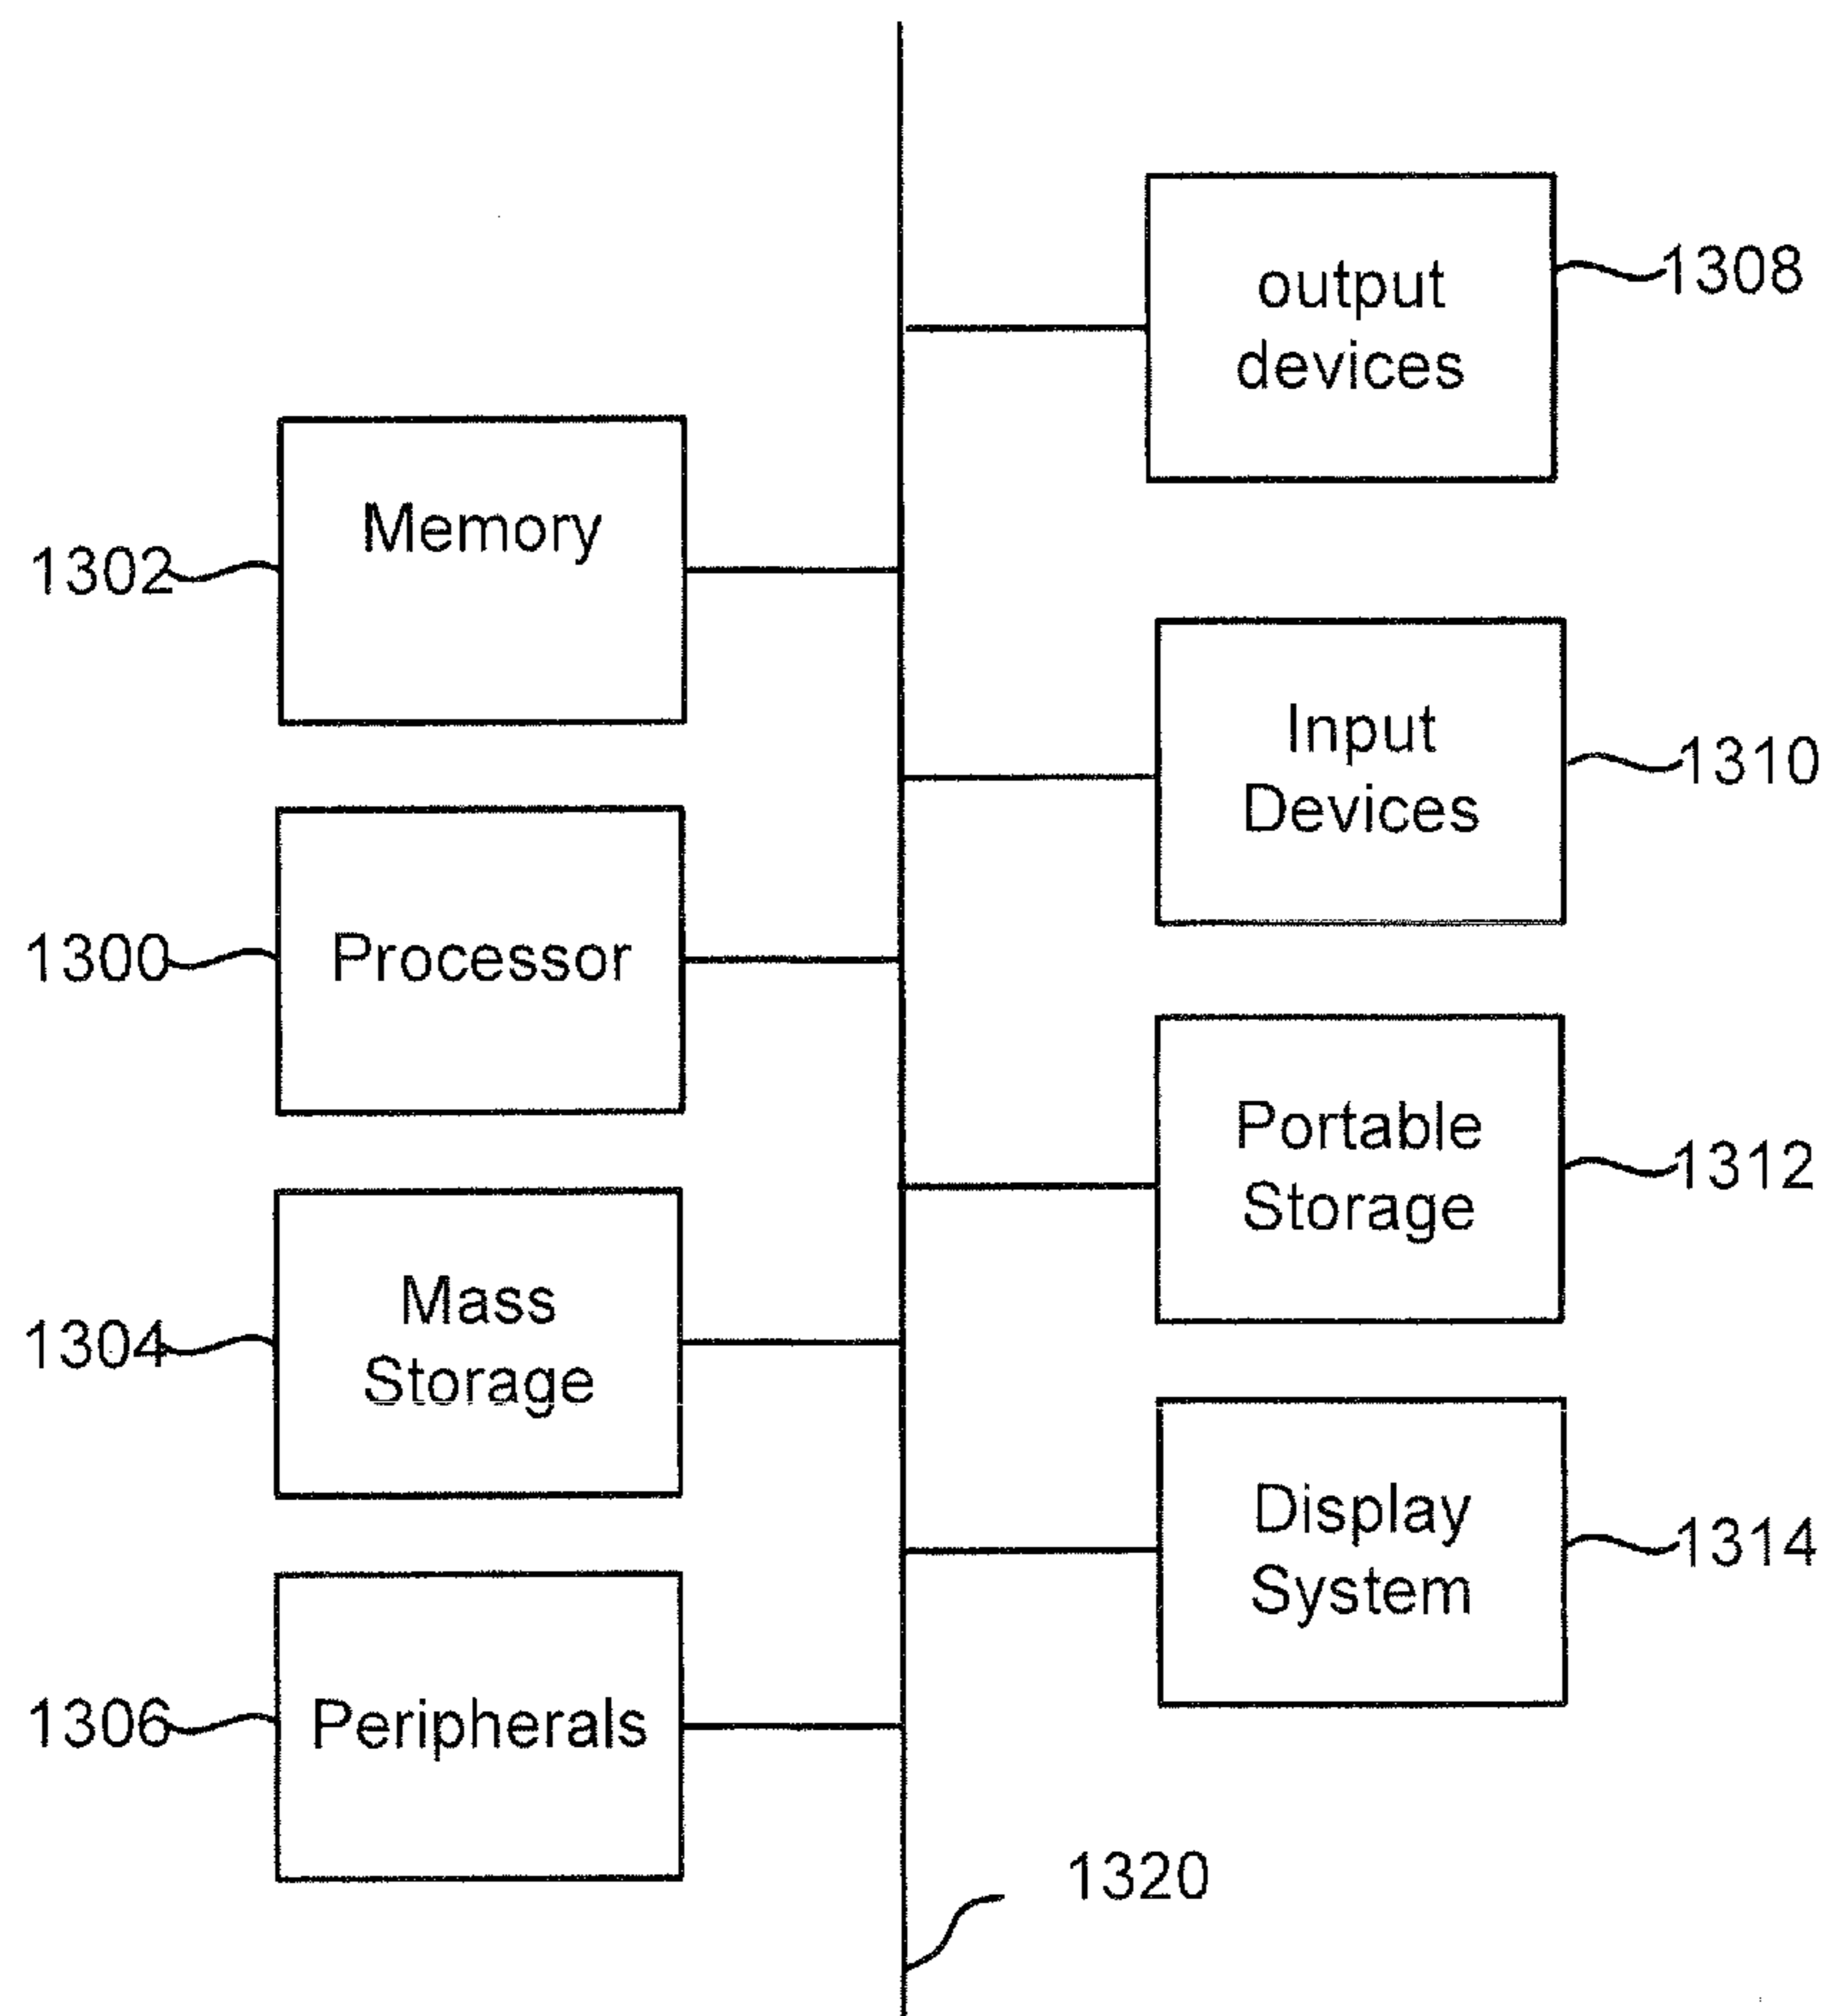 output
devices
1308
Memory
1302
Input
Devices
1310
Processor
1300
Portable
Storage
1312
Mass
Storage
1304
Display
System
1314
Peripherals
1306
1320